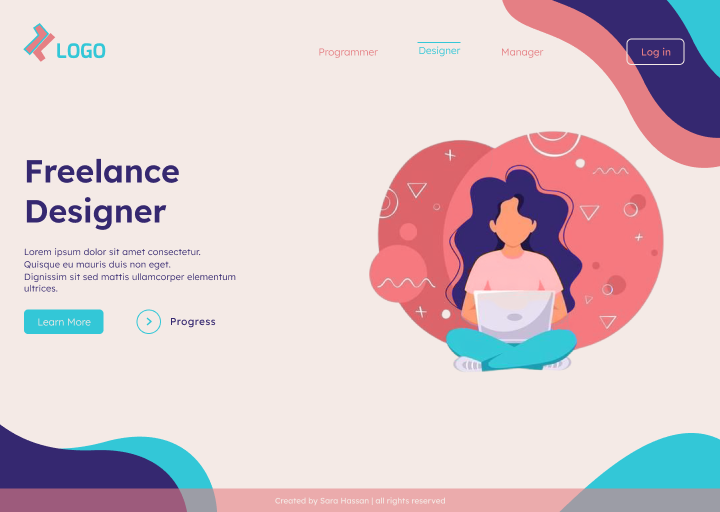 LOGO
Programmer
Designer
Manager
Log in
Freelance
Designer
Lorem ipsum dolor sit amet consectetur.
Quisque eu mauris duis non eget.
Dignissim sit sed mattis ullamcorper elementum
ultrices.
Learn More
Progress
Created by Sara Hassan | all rights reserved